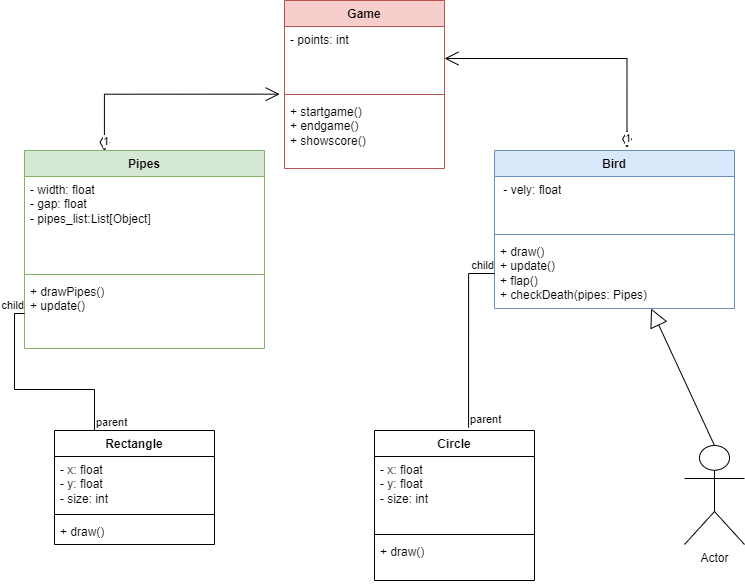 Game
- points: int
+ startgame()
+ endgame()
+ showscore()
1
Pipes
- width: float
- gap: float
- pipes_list:List[Object]
+ drawPipes()
+ update()
1
Bird
- vely: float
+ draw()
+ update()
+ flap()
+ checkDeath(pipes: Pipes)
child
parent
Rectangle
- x: float
- y: float
- size: int
+ draw()
child
parent
Circle
- x: float
- y: float
- size: int
+ draw()
Actor